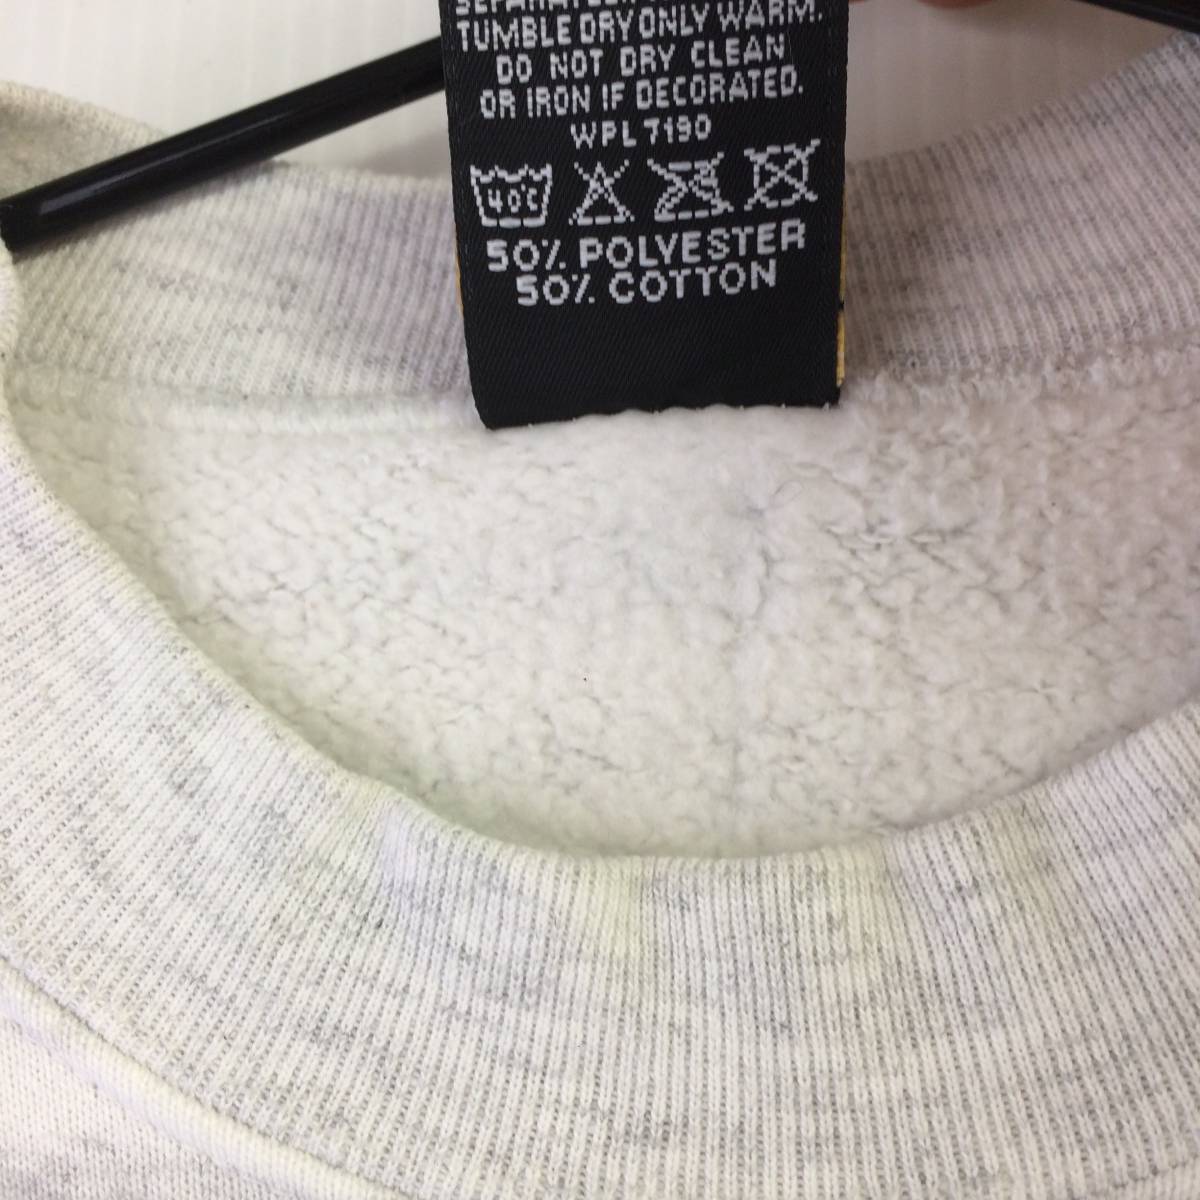 TUMBLE DRY ONLY WARM.
DO NOT DRY CLEAN
OR IRON IF DECORATED.
WPL 7190
40°C
50% POLYESTER
50% COTTON